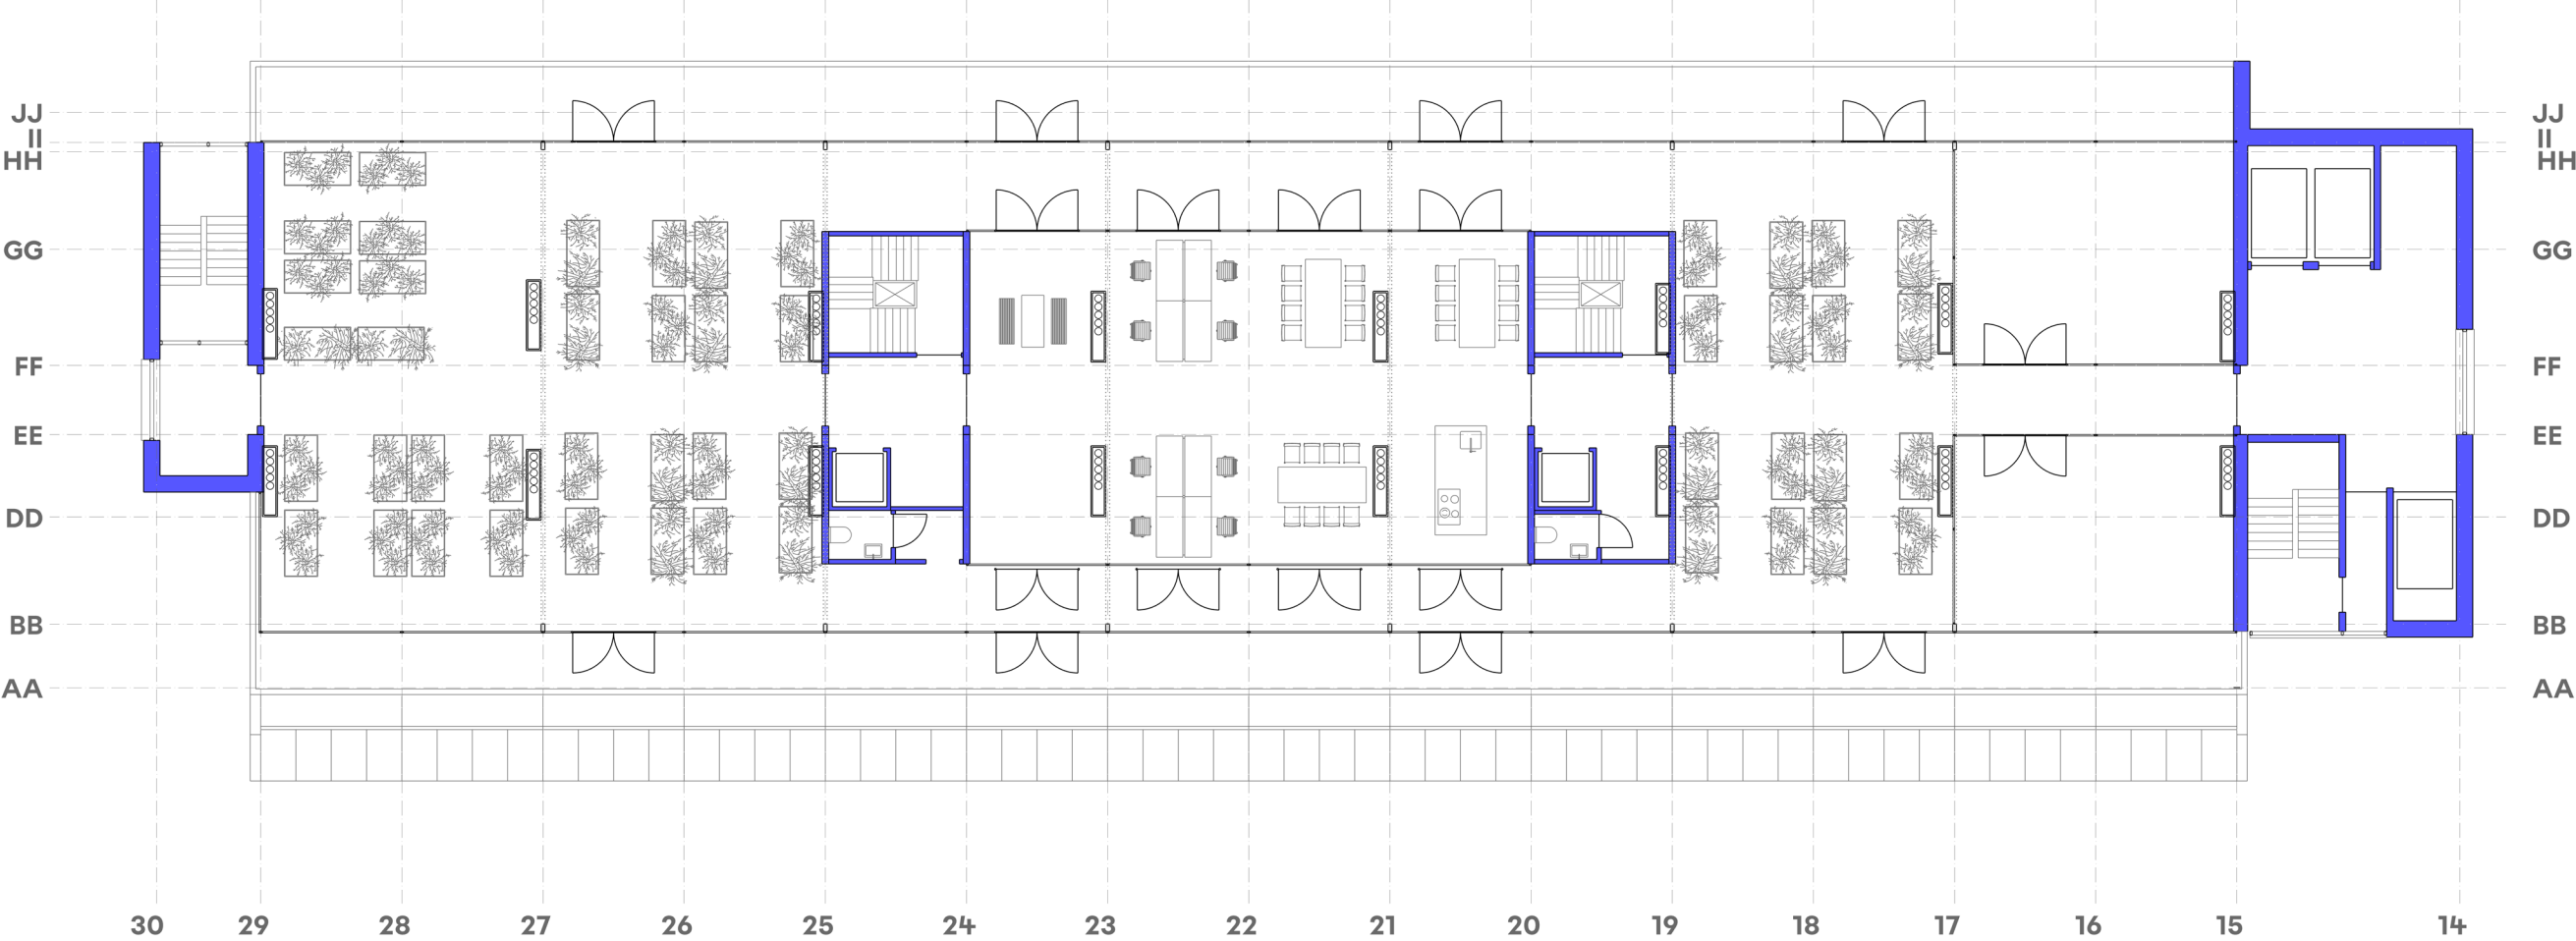 JJ JJ
II II
HH HH
GG GG
FF FF
EE EE
DD DD
BB BB
AA AA
30 29 28 27 26 25 24 23 22 21 20 19 18 17 16 15 14